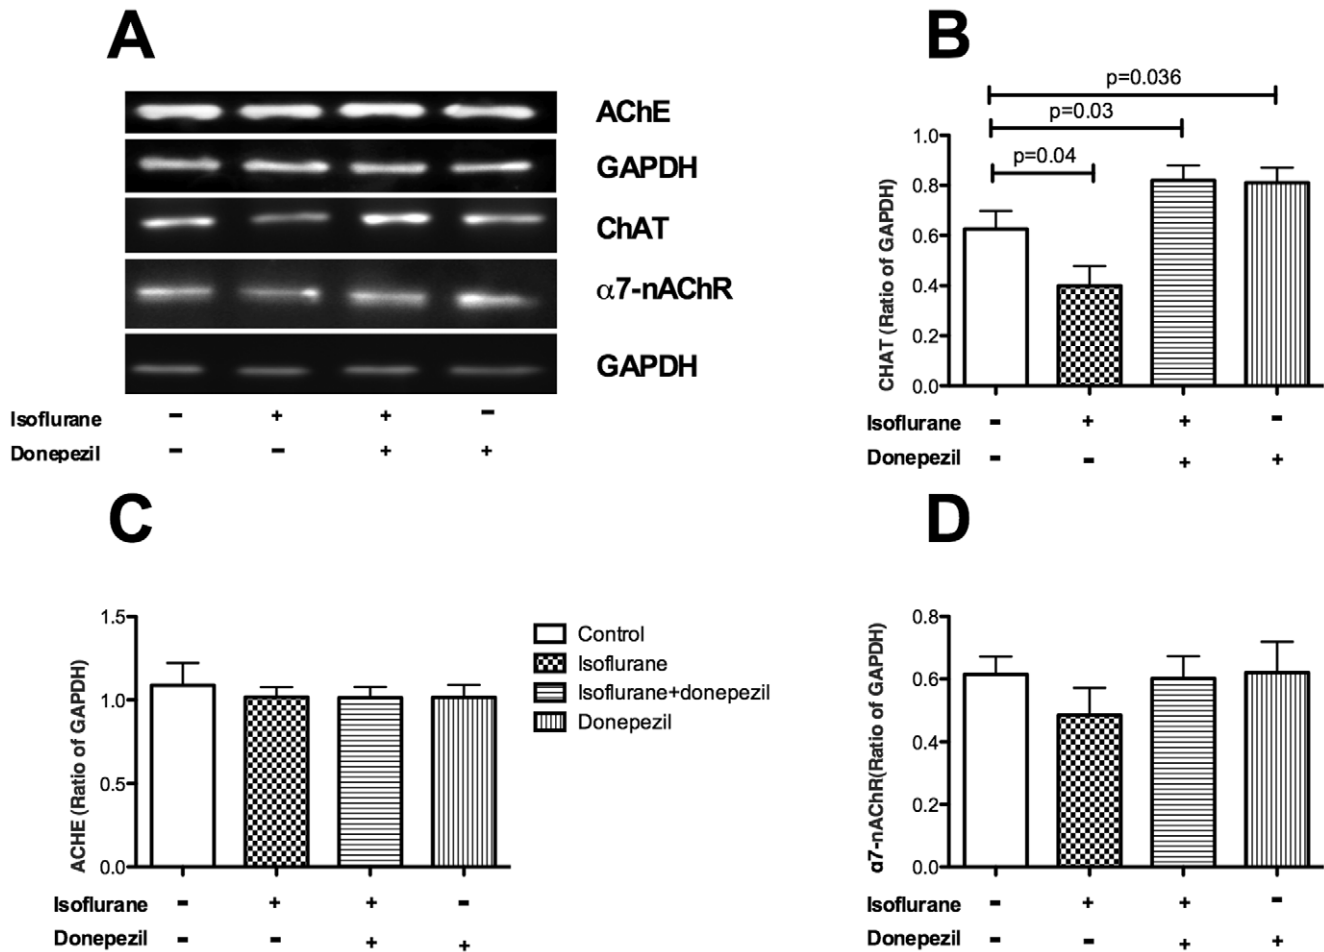 A
AChE
GAPDH
ChAT
α7-nAChR
GAPDH
Isoflurane - + + -
Donepezil - - + +
B
p=0.036
p=0.03
p=0.04
CHAT (Ratio of GAPDH)
1.0
0.8
0.6
0.4
0.2
0.0
Isoflurane - + + -
Donepezil - - + +
C
ACHE (Ratio of GAPDH)
1.5
1.0
0.5
0.0
Isoflurane - + + -
Donepezil - - + +
Control
Isoflurane
Isoflurane+donepezil
Donepezil
D
α7-nAChR(Ratio of GAPDH)
0.8
0.6
0.4
0.2
0.0
Isoflurane - + + -
Donepezil - - + +